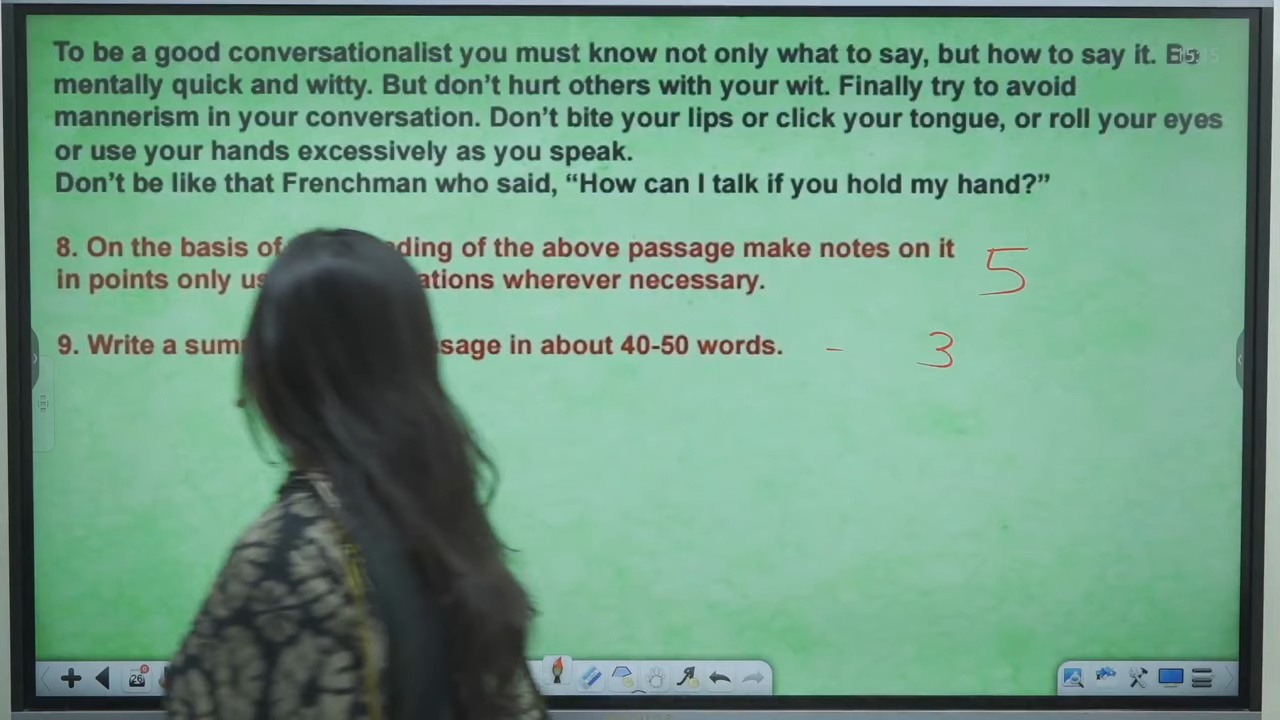 To be a good conversationalist you must know not only what to say, but how to say it. Be
mentally quick and witty. But don't hurt others with your wit. Finally try to avoid
mannerism in your conversation. Don't bite your lips or click your tongue, or roll your eyes
or use your hands excessively as you speak.
Don't be like that Frenchman who said, “How can I talk if you hold my hand?”
8. On the basis of ding of the above passage make notes on it
in points only us ations wherever necessary.
5
9. Write a sum sage in about 40-50 words. - 3
26